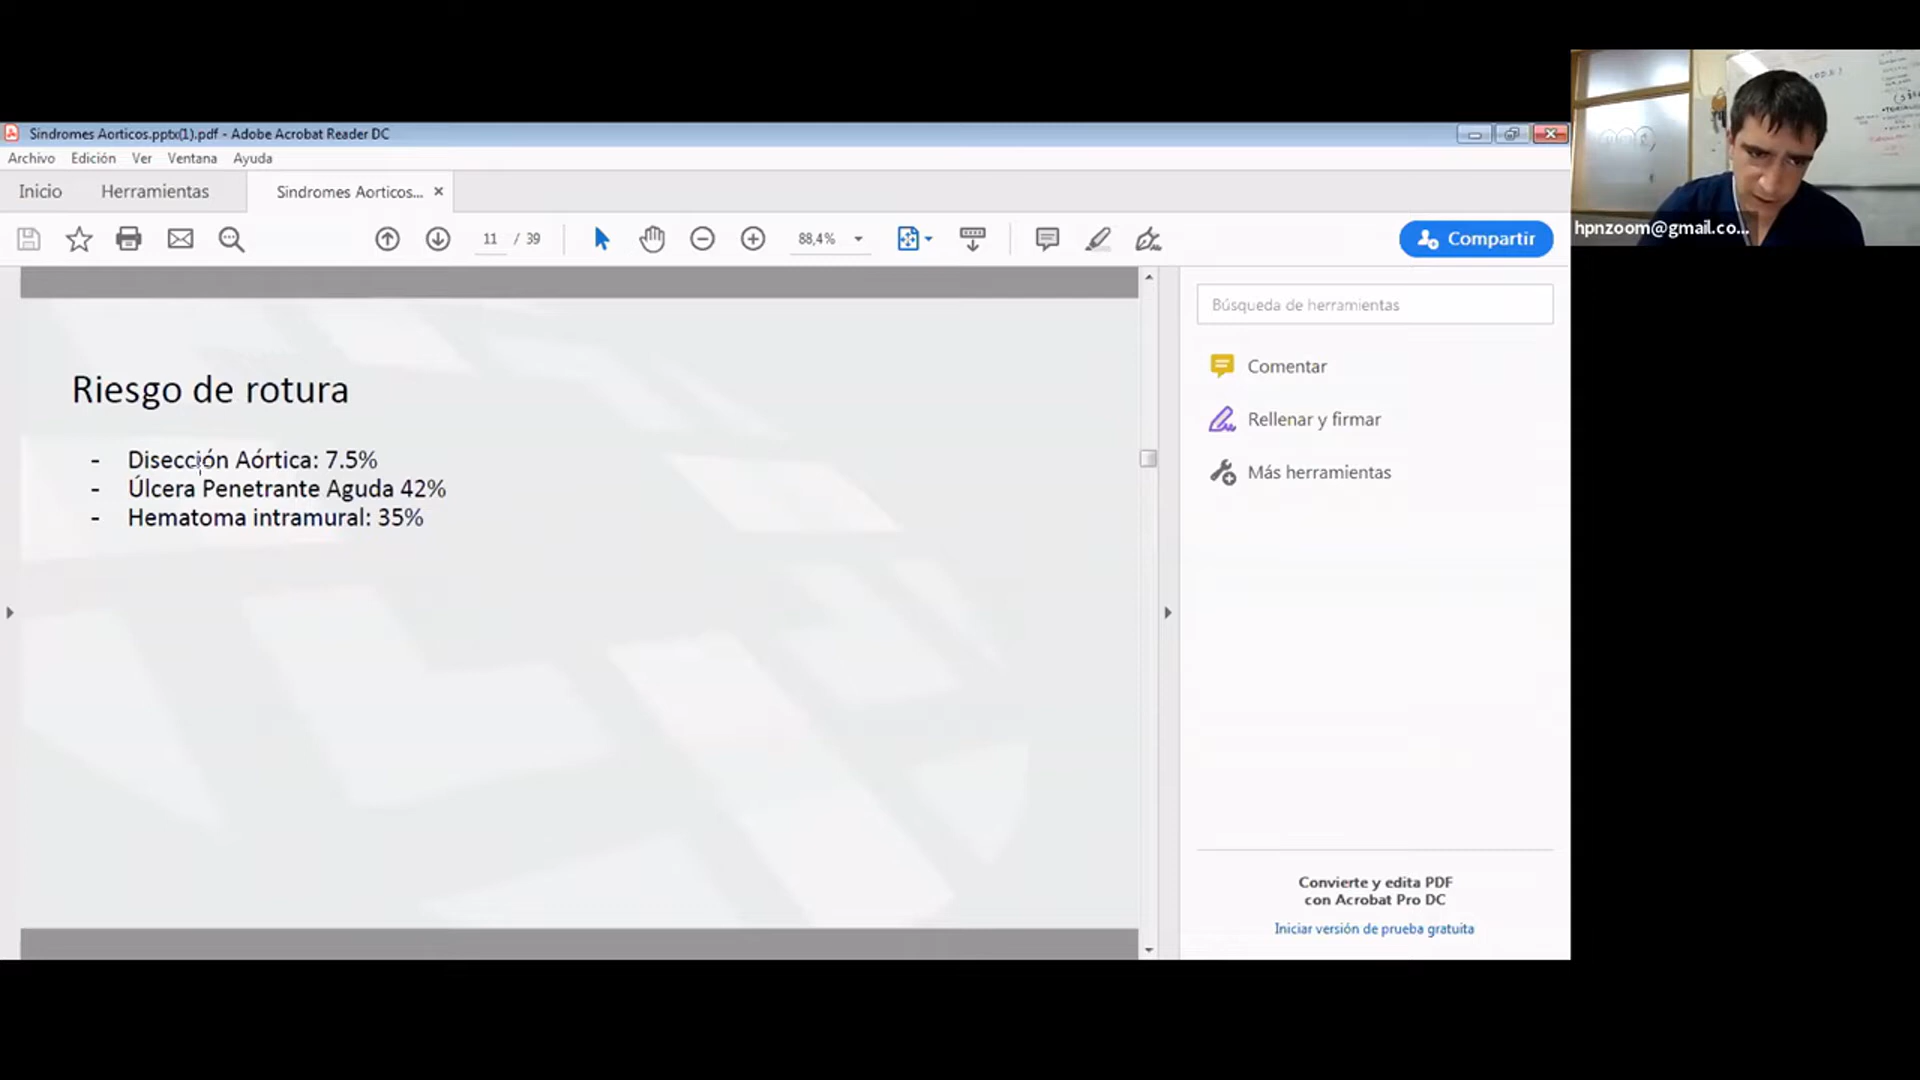 Sindromes Aorticos.pptx(1).pdf - Adobe Acrobat Reader DC
Archivo Edición Ver Ventana Ayuda
Inicio Herramientas Sindromes Aorticos...
11 / 39 88,4% Compartir
hpnzoom@gmail.co...
Riesgo de rotura
- Disección Aórtica: 7.5%
- Úlcera Penetrante Aguda 42%
- Hematoma intramural: 35%
Búsqueda de herramientas
Comentar
Rellenar y firmar
Más herramientas
Convierte y edita PDF
con Acrobat Pro DC
Iniciar versión de prueba gratuita